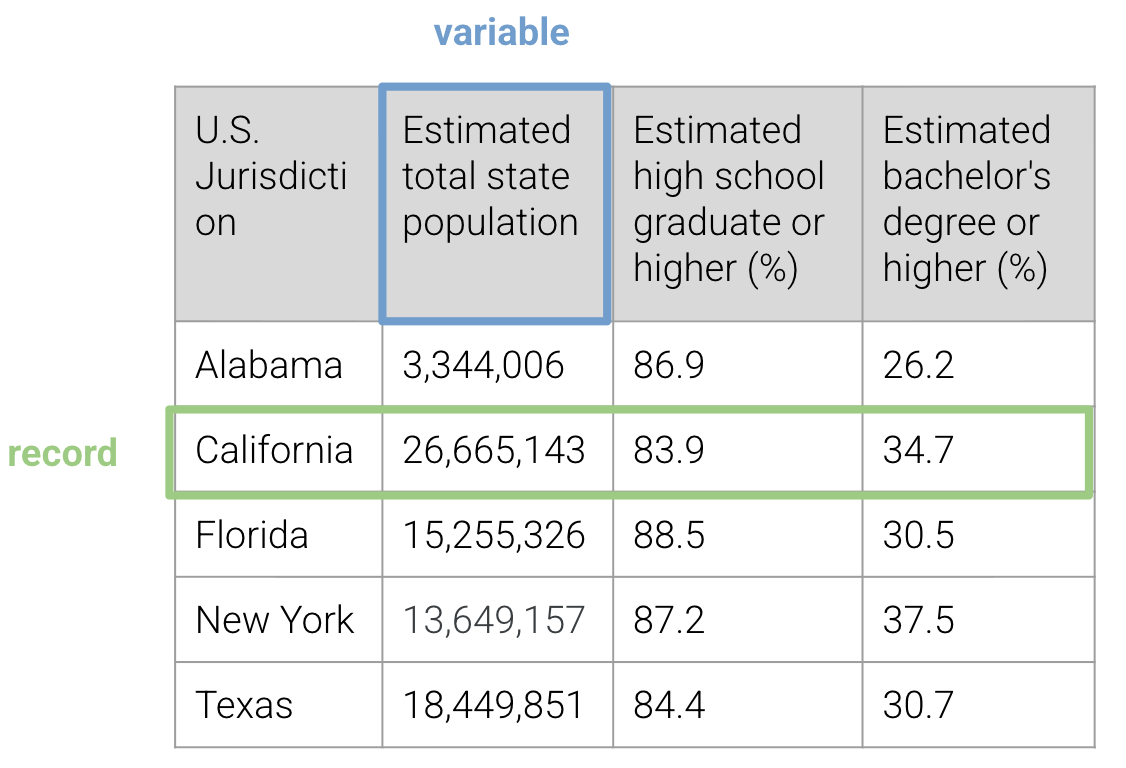 variable
U.S.
Jurisdicti
on
Estimated
total state
population
Estimated
high school
graduate or
higher (%)
Estimated
bachelor's
degree or
higher (%)
Alabama 3,344,006 86.9 26.2
record California 26,665,143 83.9 34.7
Florida 15,255,326 88.5 30.5
New York 13,649,157 87.2 37.5
Texas 18,449,851 84.4 30.7